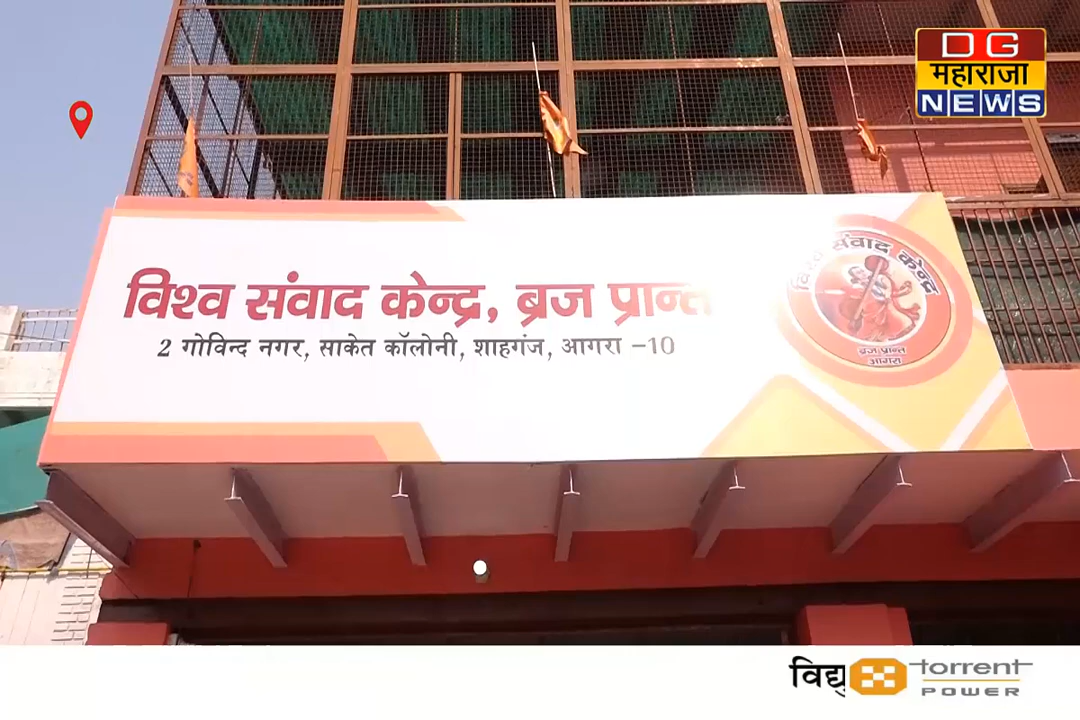 DG
महाराजा
NEWS
विश्व संवाद केन्द्र, ब्रज प्रान्त
2 गोविन्द नगर, साकेत कॉलोनी, शाहगंज, आगरा –10
विश्व संवाद केन्द्र
ब्रज प्रान्त
आगरा
विद्यु
torrent
POWER